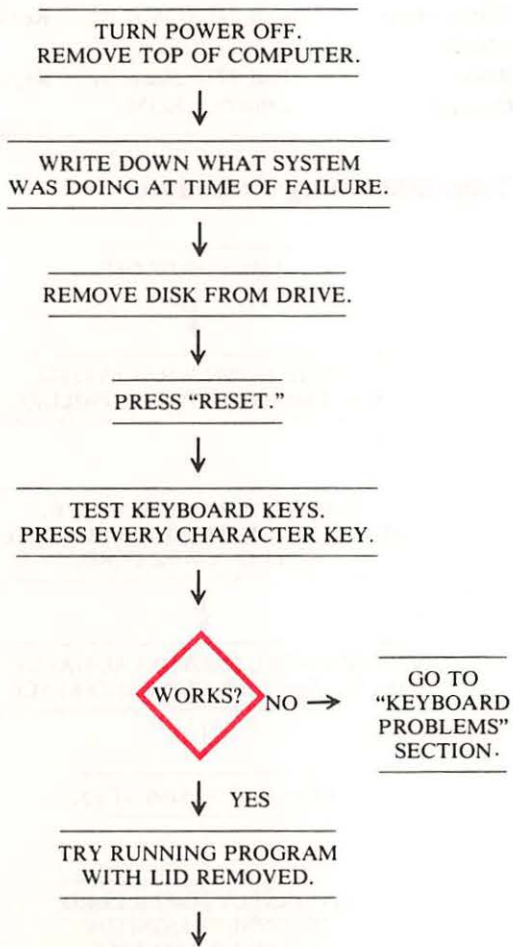 TURN POWER OFF.
REMOVE TOP OF COMPUTER.
WRITE DOWN WHAT SYSTEM
WAS DOING AT TIME OF FAILURE.
REMOVE DISK FROM DRIVE.
PRESS “RESET.”
TEST KEYBOARD KEYS.
PRESS EVERY CHARACTER KEY.
WORKS?
NO
GO TO
“KEYBOARD
PROBLEMS”
SECTION.
YES
TRY RUNNING PROGRAM
WITH LID REMOVED.